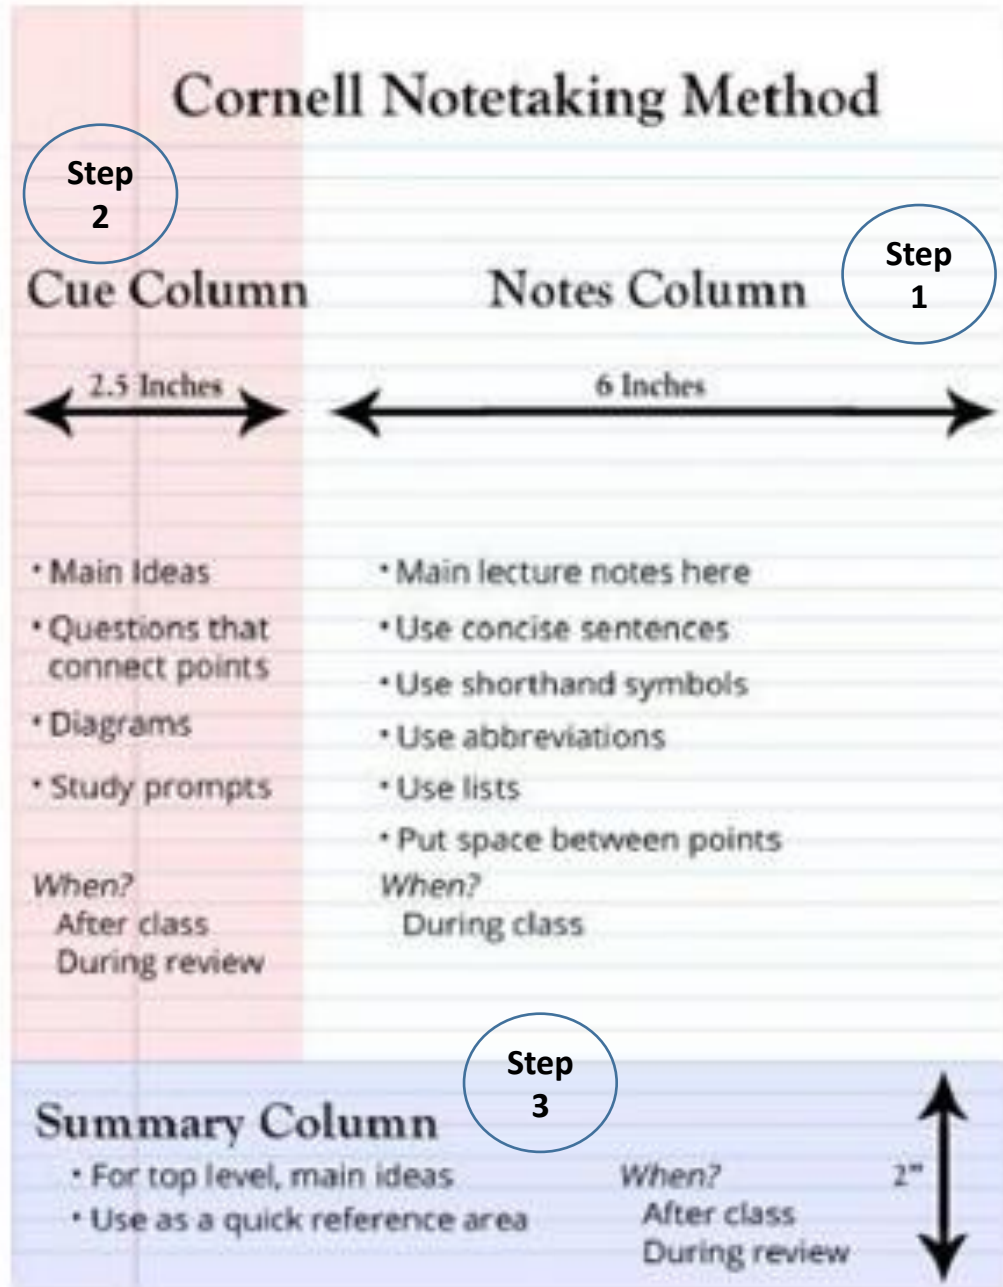 Cornell Notetaking Method
Step
2
Cue Column
2.5 Inches
• Main Ideas
• Questions that
connect points
• Diagrams
• Study prompts
When?
After class
During review
Step
1
Notes Column
6 Inches
• Main lecture notes here
• Use concise sentences
• Use shorthand symbols
• Use abbreviations
• Use lists
• Put space between points
When?
During class
Step
3
Summary Column
• For top level, main ideas
• Use as a quick reference area
When?
After class
During review
2"